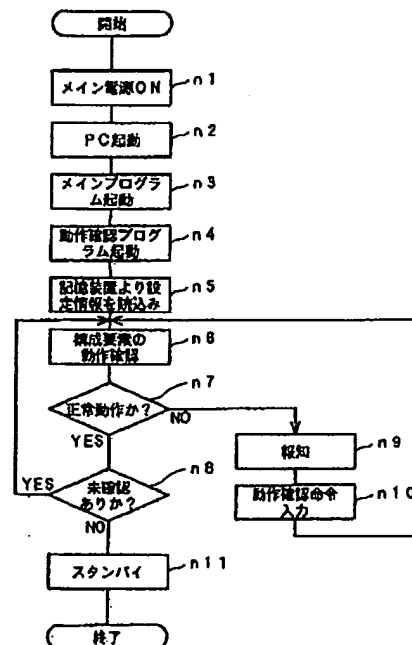 開始
メイン電源ON
n1
PC起動
n2
メインプログラ
ム起動
n3
動作確認プログ
ラム起動
n4
記憶装置より設
定情報を読込み
n5
構成要素の
動作確認
n6
正常動作か?
n7
NO
YES
未確認
ありか?
n8
YES
NO
報知
n9
動作確認命令
入力
n10
スタンバイ
n11
終了